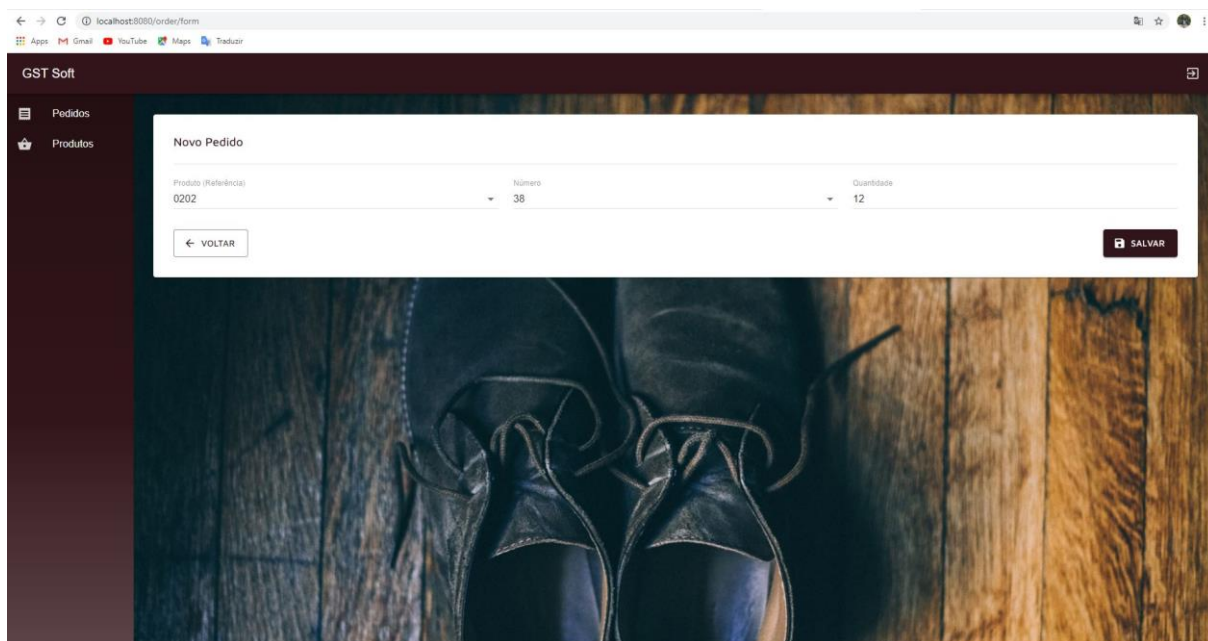 localhost:8080/order/form
Apps Gmail YouTube Maps Traduzir
GST Soft
Pedidos
Produtos
Novo Pedido
Produto (Referência) Número Quantidade
0202 38 12
VOLTAR SALVAR